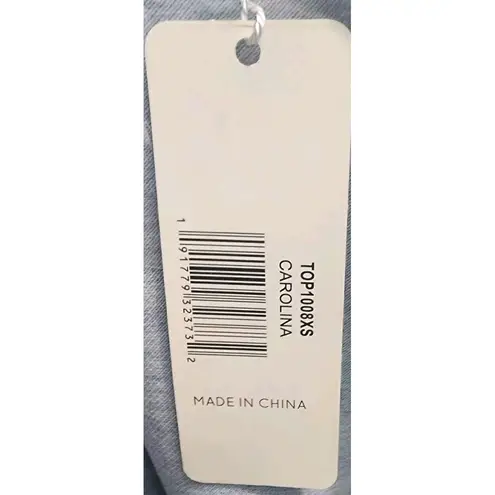 TOP1008XS
CAROLINA
1 91779 32373 2
MADE IN CHINA